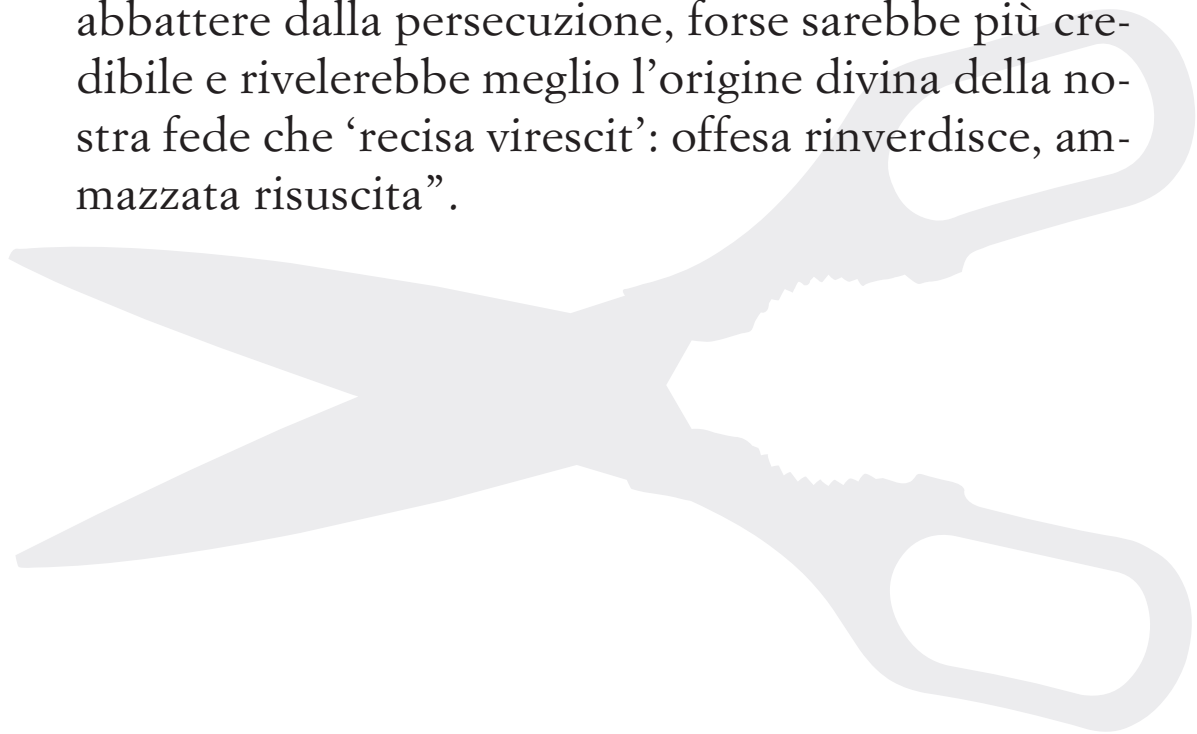 abbattere dalla persecuzione, forse sarebbe più cre-
dibile e rivelerebbe meglio l’origine divina della no-
stra fede che ‘recisa virescit’: offesa rinverdisce, am-
mazzata risuscita”.